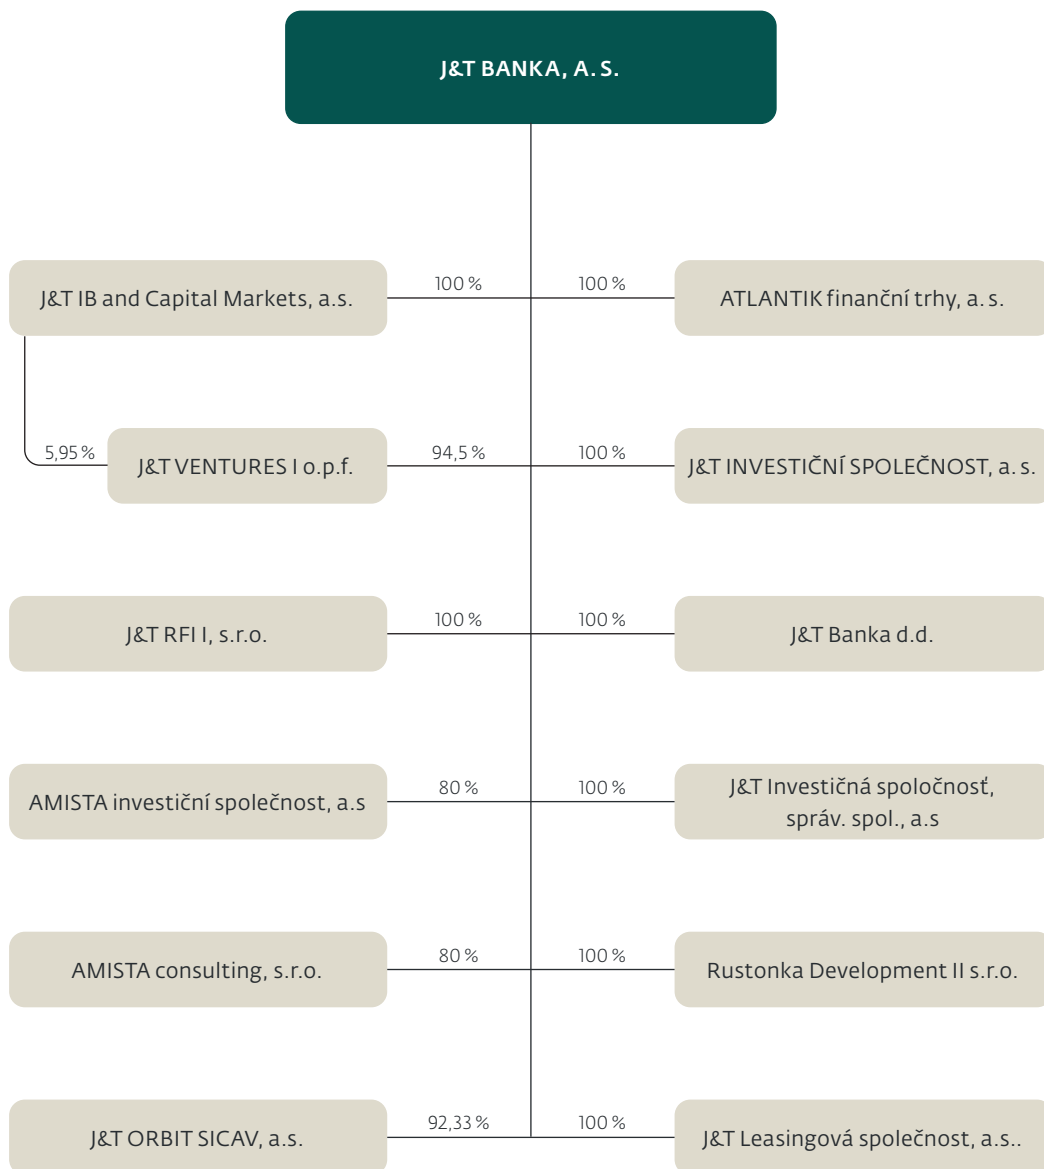 J&T BANKA, A. S.
100 %
100 %
J&T IB and Capital Markets, a.s.
ATLANTIK finanční trhy, a. s.
5,95 %
94,5 %
100 %
J&T VENTURES I o.p.f.
J&T INVESTIČNÍ SPOLEČNOST, a. s.
100 %
100 %
J&T RFI I, s.r.o.
J&T Banka d.d.
80 %
100 %
AMISTA investiční společnost, a.s
J&T Investičná spoločnosť,
správ. spol., a.s
80 %
100 %
AMISTA consulting, s.r.o.
Rustonka Development II s.r.o.
92,33 %
100 %
J&T ORBIT SICAV, a.s.
J&T Leasingová společnost, a.s..